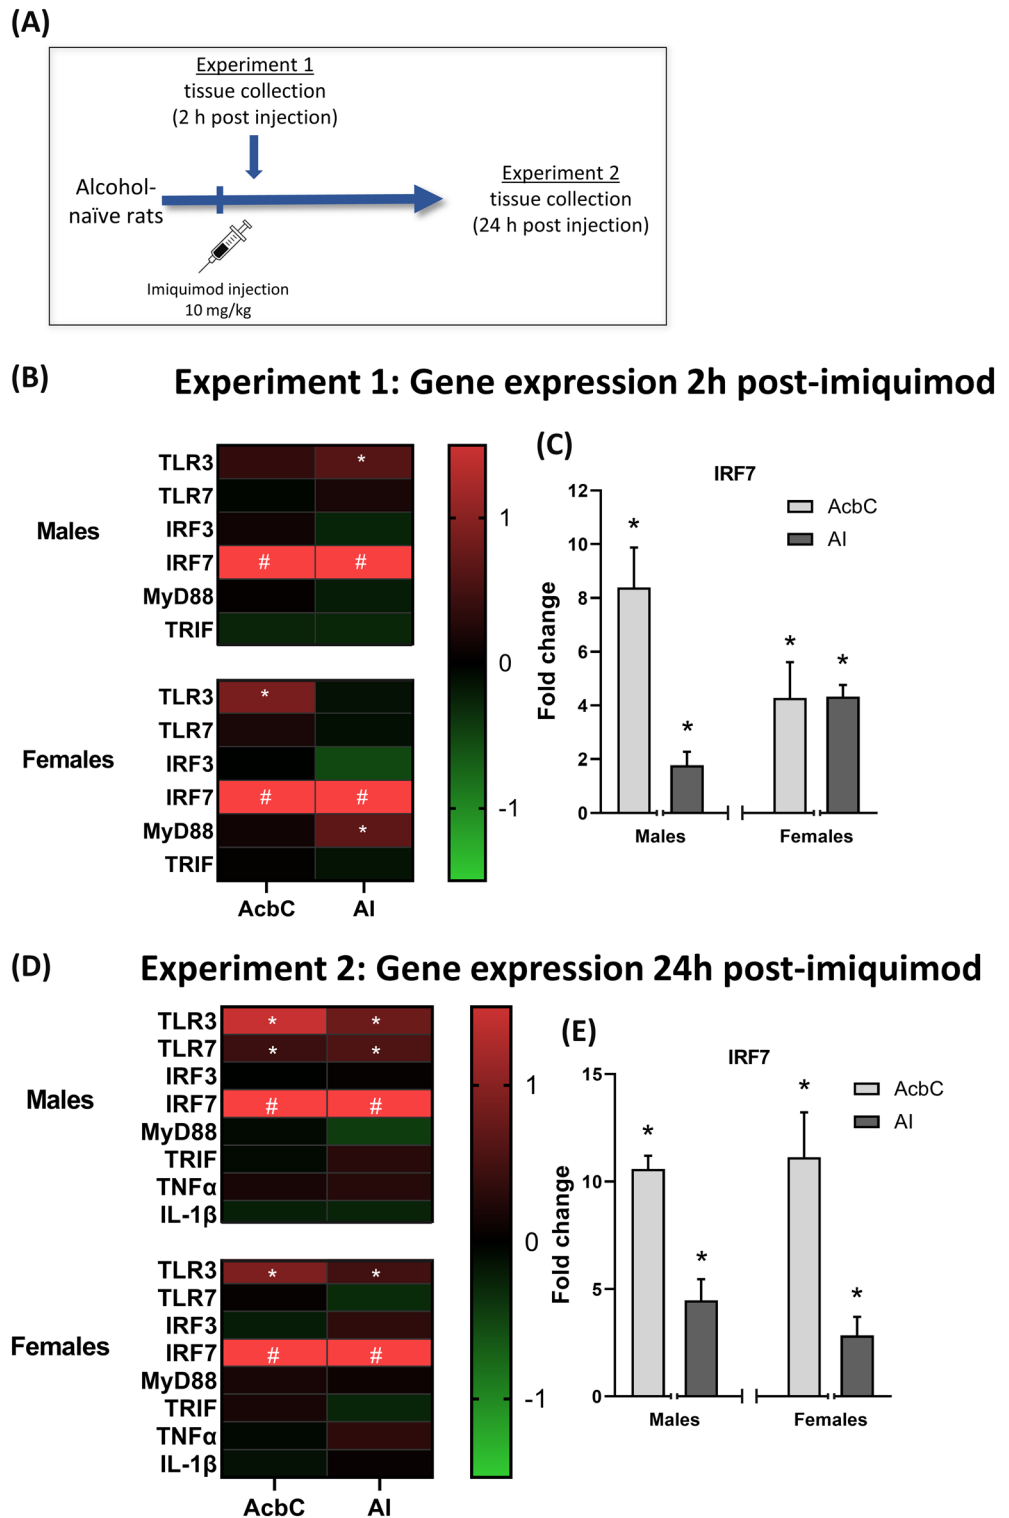 (A)
Experiment 1
tissue collection
(2 h post injection)
Alcohol-
naïve rats
Experiment 2
tissue collection
(24 h post injection)
Imiquimod injection
10 mg/kg
(B)
Experiment 1: Gene expression 2h post-imiquimod
Males
TLR3 *
TLR7
IRF3
IRF7 # #
MyD88
TRIF
Females
TLR3 *
TLR7
IRF3
IRF7 # #
MyD88 *
TRIF
AcbC AI
1
0
-1
(C)
IRF7
AcbC
AI
Fold change
12
10
8
6
4
2
0
* * * *
Males Females
(D)
Experiment 2: Gene expression 24h post-imiquimod
Males
TLR3 * *
TLR7 * *
IRF3
IRF7 # #
MyD88
TRIF
TNFα
IL-1β
Females
TLR3 * *
TLR7
IRF3
IRF7 # #
MyD88
TRIF
TNFα
IL-1β
AcbC AI
1
0
-1
(E)
IRF7
AcbC
AI
Fold change
15
10
5
0
* * * *
Males Females